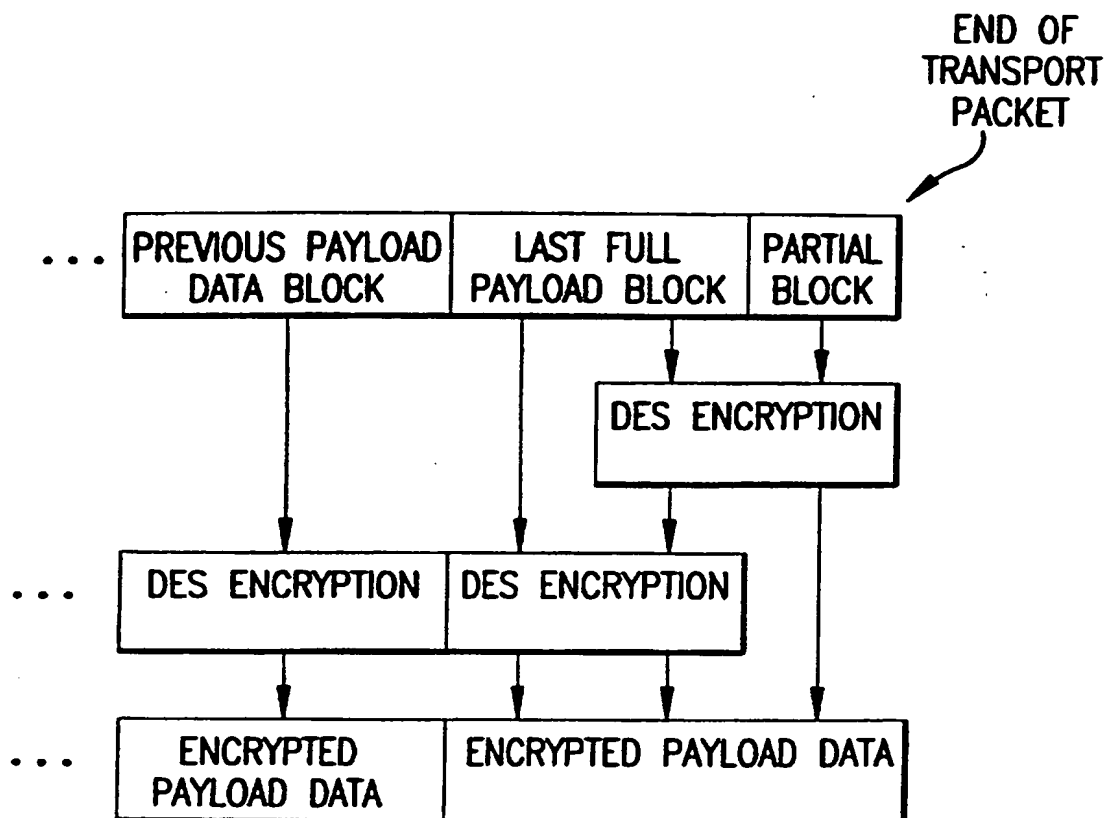 END OF
TRANSPORT
PACKET
... PREVIOUS PAYLOAD
DATA BLOCK
LAST FULL
PAYLOAD BLOCK
PARTIAL
BLOCK
DES ENCRYPTION
... DES ENCRYPTION
DES ENCRYPTION
... ENCRYPTED
PAYLOAD DATA
ENCRYPTED PAYLOAD DATA